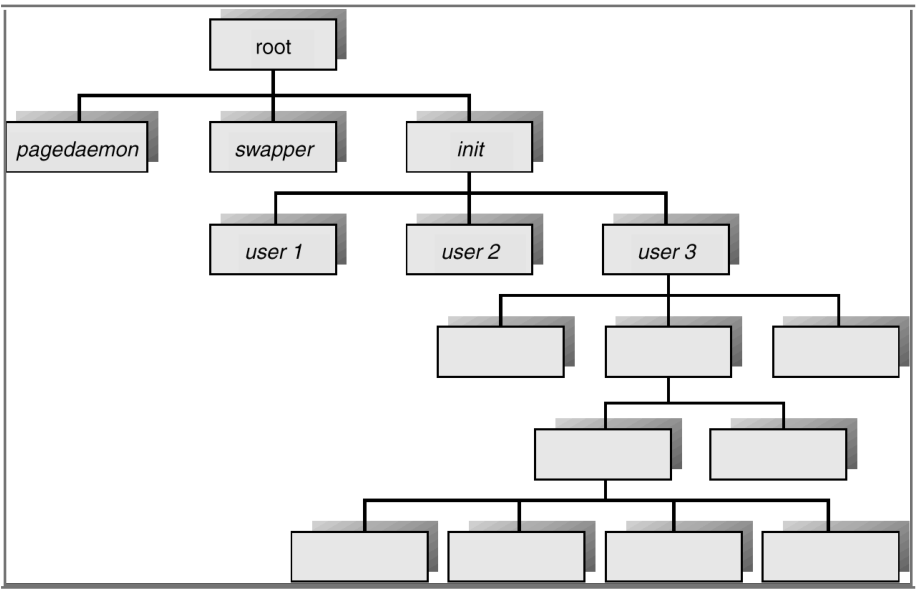 root
pagedaemon
swapper
init
user 1
user 2
user 3